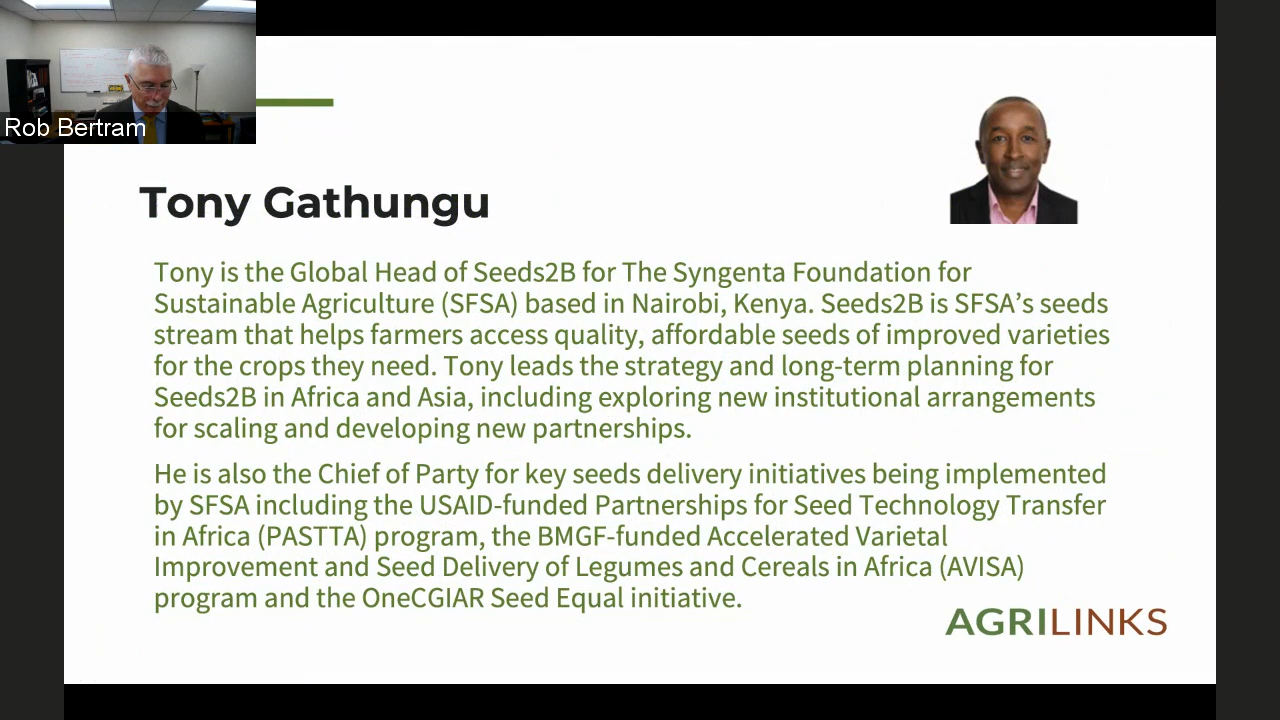 Rob Bertram
Tony Gathungu
Tony is the Global Head of Seeds2B for The Syngenta Foundation for
Sustainable Agriculture (SFSA) based in Nairobi, Kenya. Seeds2B is SFSA’s seeds
stream that helps farmers access quality, affordable seeds of improved varieties
for the crops they need. Tony leads the strategy and long-term planning for
Seeds2B in Africa and Asia, including exploring new institutional arrangements
for scaling and developing new partnerships.
He is also the Chief of Party for key seeds delivery initiatives being implemented
by SFSA including the USAID-funded Partnerships for Seed Technology Transfer
in Africa (PASTTA) program, the BMGF-funded Accelerated Varietal
Improvement and Seed Delivery of Legumes and Cereals in Africa (AVISA)
program and the OneCGIAR Seed Equal initiative.
AGRILINKS